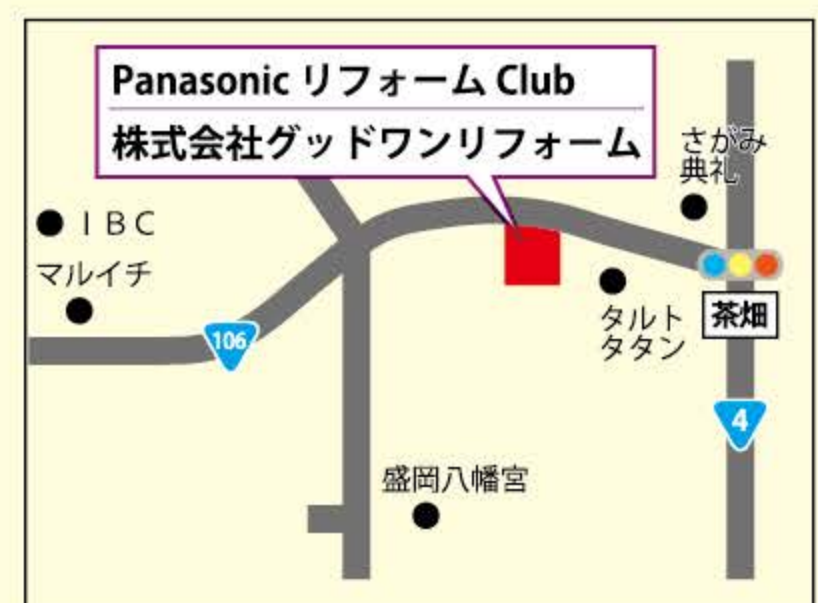 Panasonic リフォーム Club
株式会社グッドワンリフォーム
さがみ
典礼
ＩＢＣ
マルイチ
106
タルト
タタン
茶畑
4
盛岡八幡宮